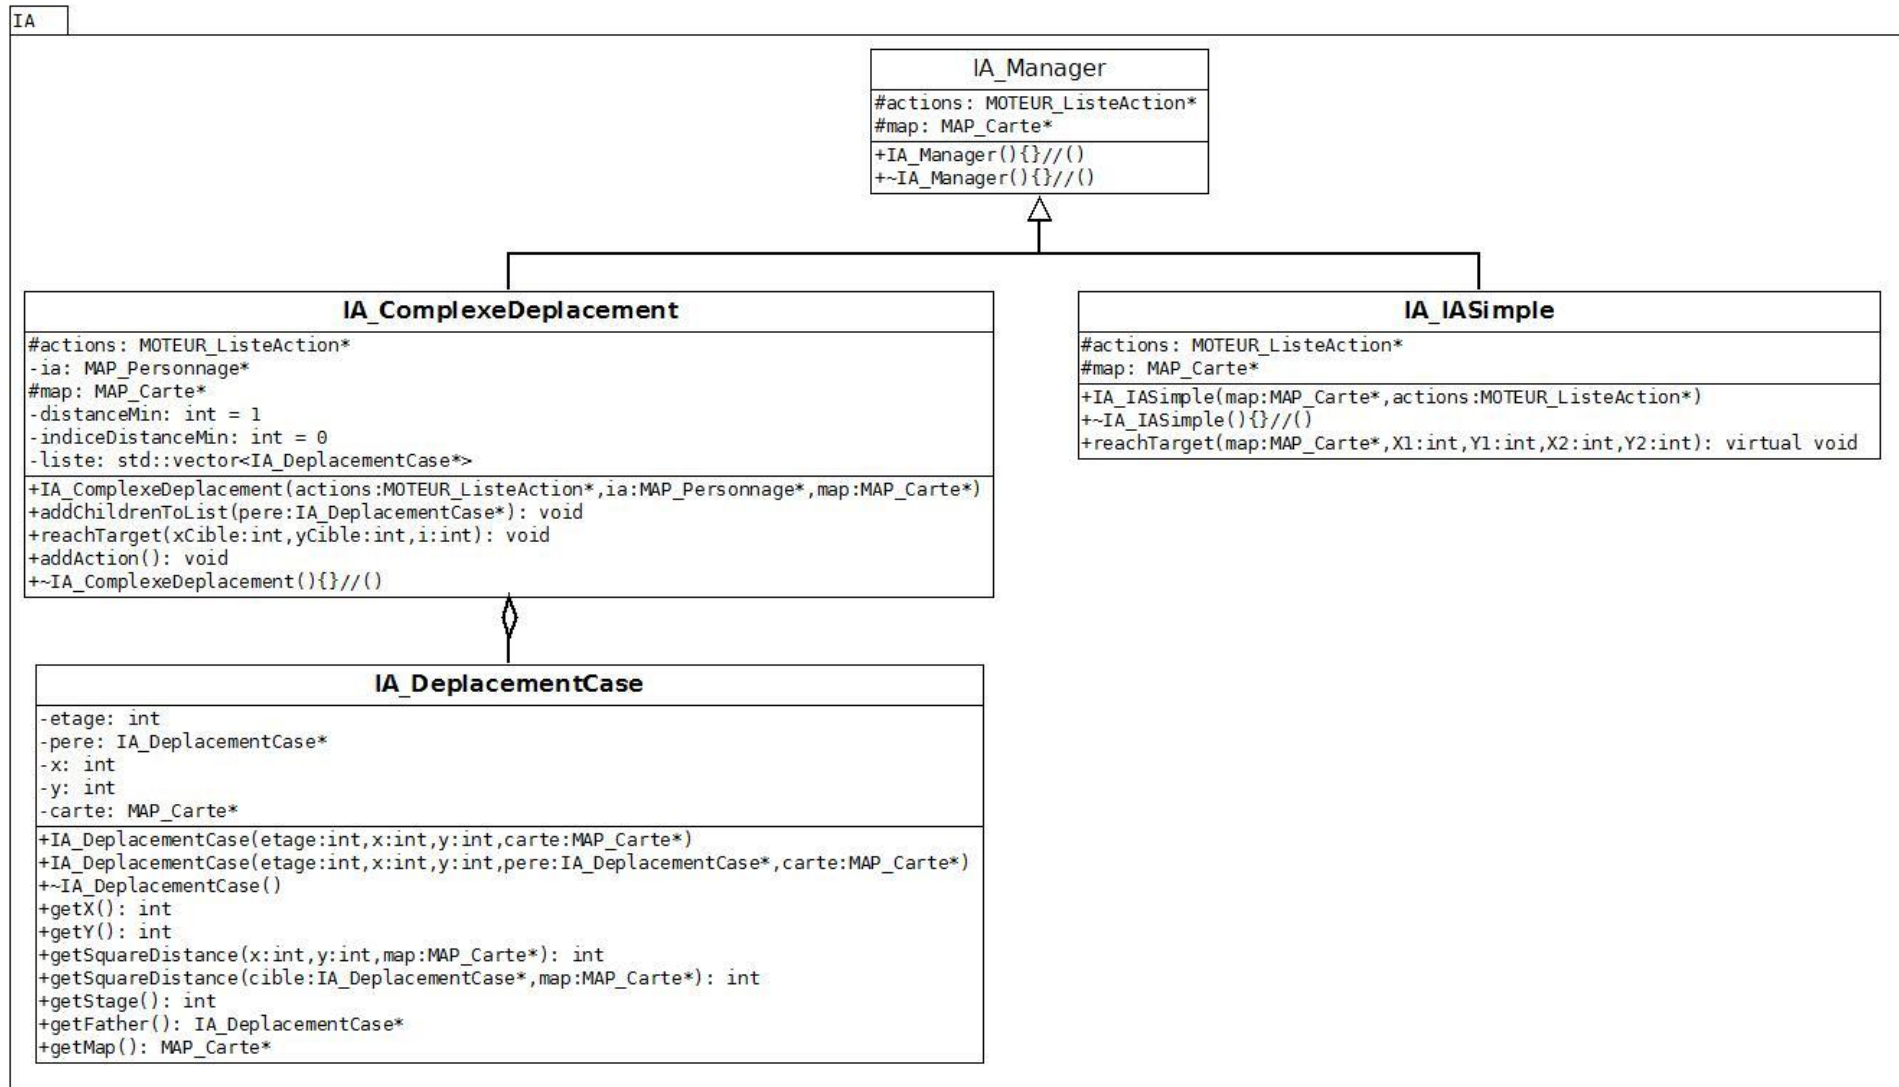 IA
IA_Manager
#actions: MOTEUR_ListeAction*
#map: MAP_Carte*
+IA_Manager(){}//()
+~IA_Manager(){}//()
IA_ComplexeDeplacement
#actions: MOTEUR_ListeAction*
-ia: MAP_Personnage*
#map: MAP_Carte*
-distanceMin: int = 1
-indiceDistanceMin: int = 0
-liste: std::vector<IA_DeplacementCase*>
+IA_ComplexeDeplacement(actions:MOTEUR_ListeAction*,ia:MAP_Personnage*,map:MAP_Carte*)
+addChildrenToList(pere:IA_DeplacementCase*): void
+reachTarget(xCible:int,yCible:int,i:int): void
+addAction(): void
+~IA_ComplexeDeplacement(){}//()
IA_IASimple
#actions: MOTEUR_ListeAction*
#map: MAP_Carte*
+IA_IASimple(map:MAP_Carte*,actions:MOTEUR_ListeAction*)
+~IA_IASimple(){}//()
+reachTarget(map:MAP_Carte*,X1:int,Y1:int,X2:int,Y2:int): virtual void
IA_DeplacementCase
-etage: int
-pere: IA_DeplacementCase*
-x: int
-y: int
-carte: MAP_Carte*
+IA_DeplacementCase(etage:int,x:int,y:int,carte:MAP_Carte*)
+IA_DeplacementCase(etage:int,x:int,y:int,pere:IA_DeplacementCase*,carte:MAP_Carte*)
+~IA_DeplacementCase()
+getX(): int
+getY(): int
+getSquareDistance(x:int,y:int,map:MAP_Carte*): int
+getSquareDistance(cible:IA_DeplacementCase*,map:MAP_Carte*): int
+getStage(): int
+getFather(): IA_DeplacementCase*
+getMap(): MAP_Carte*